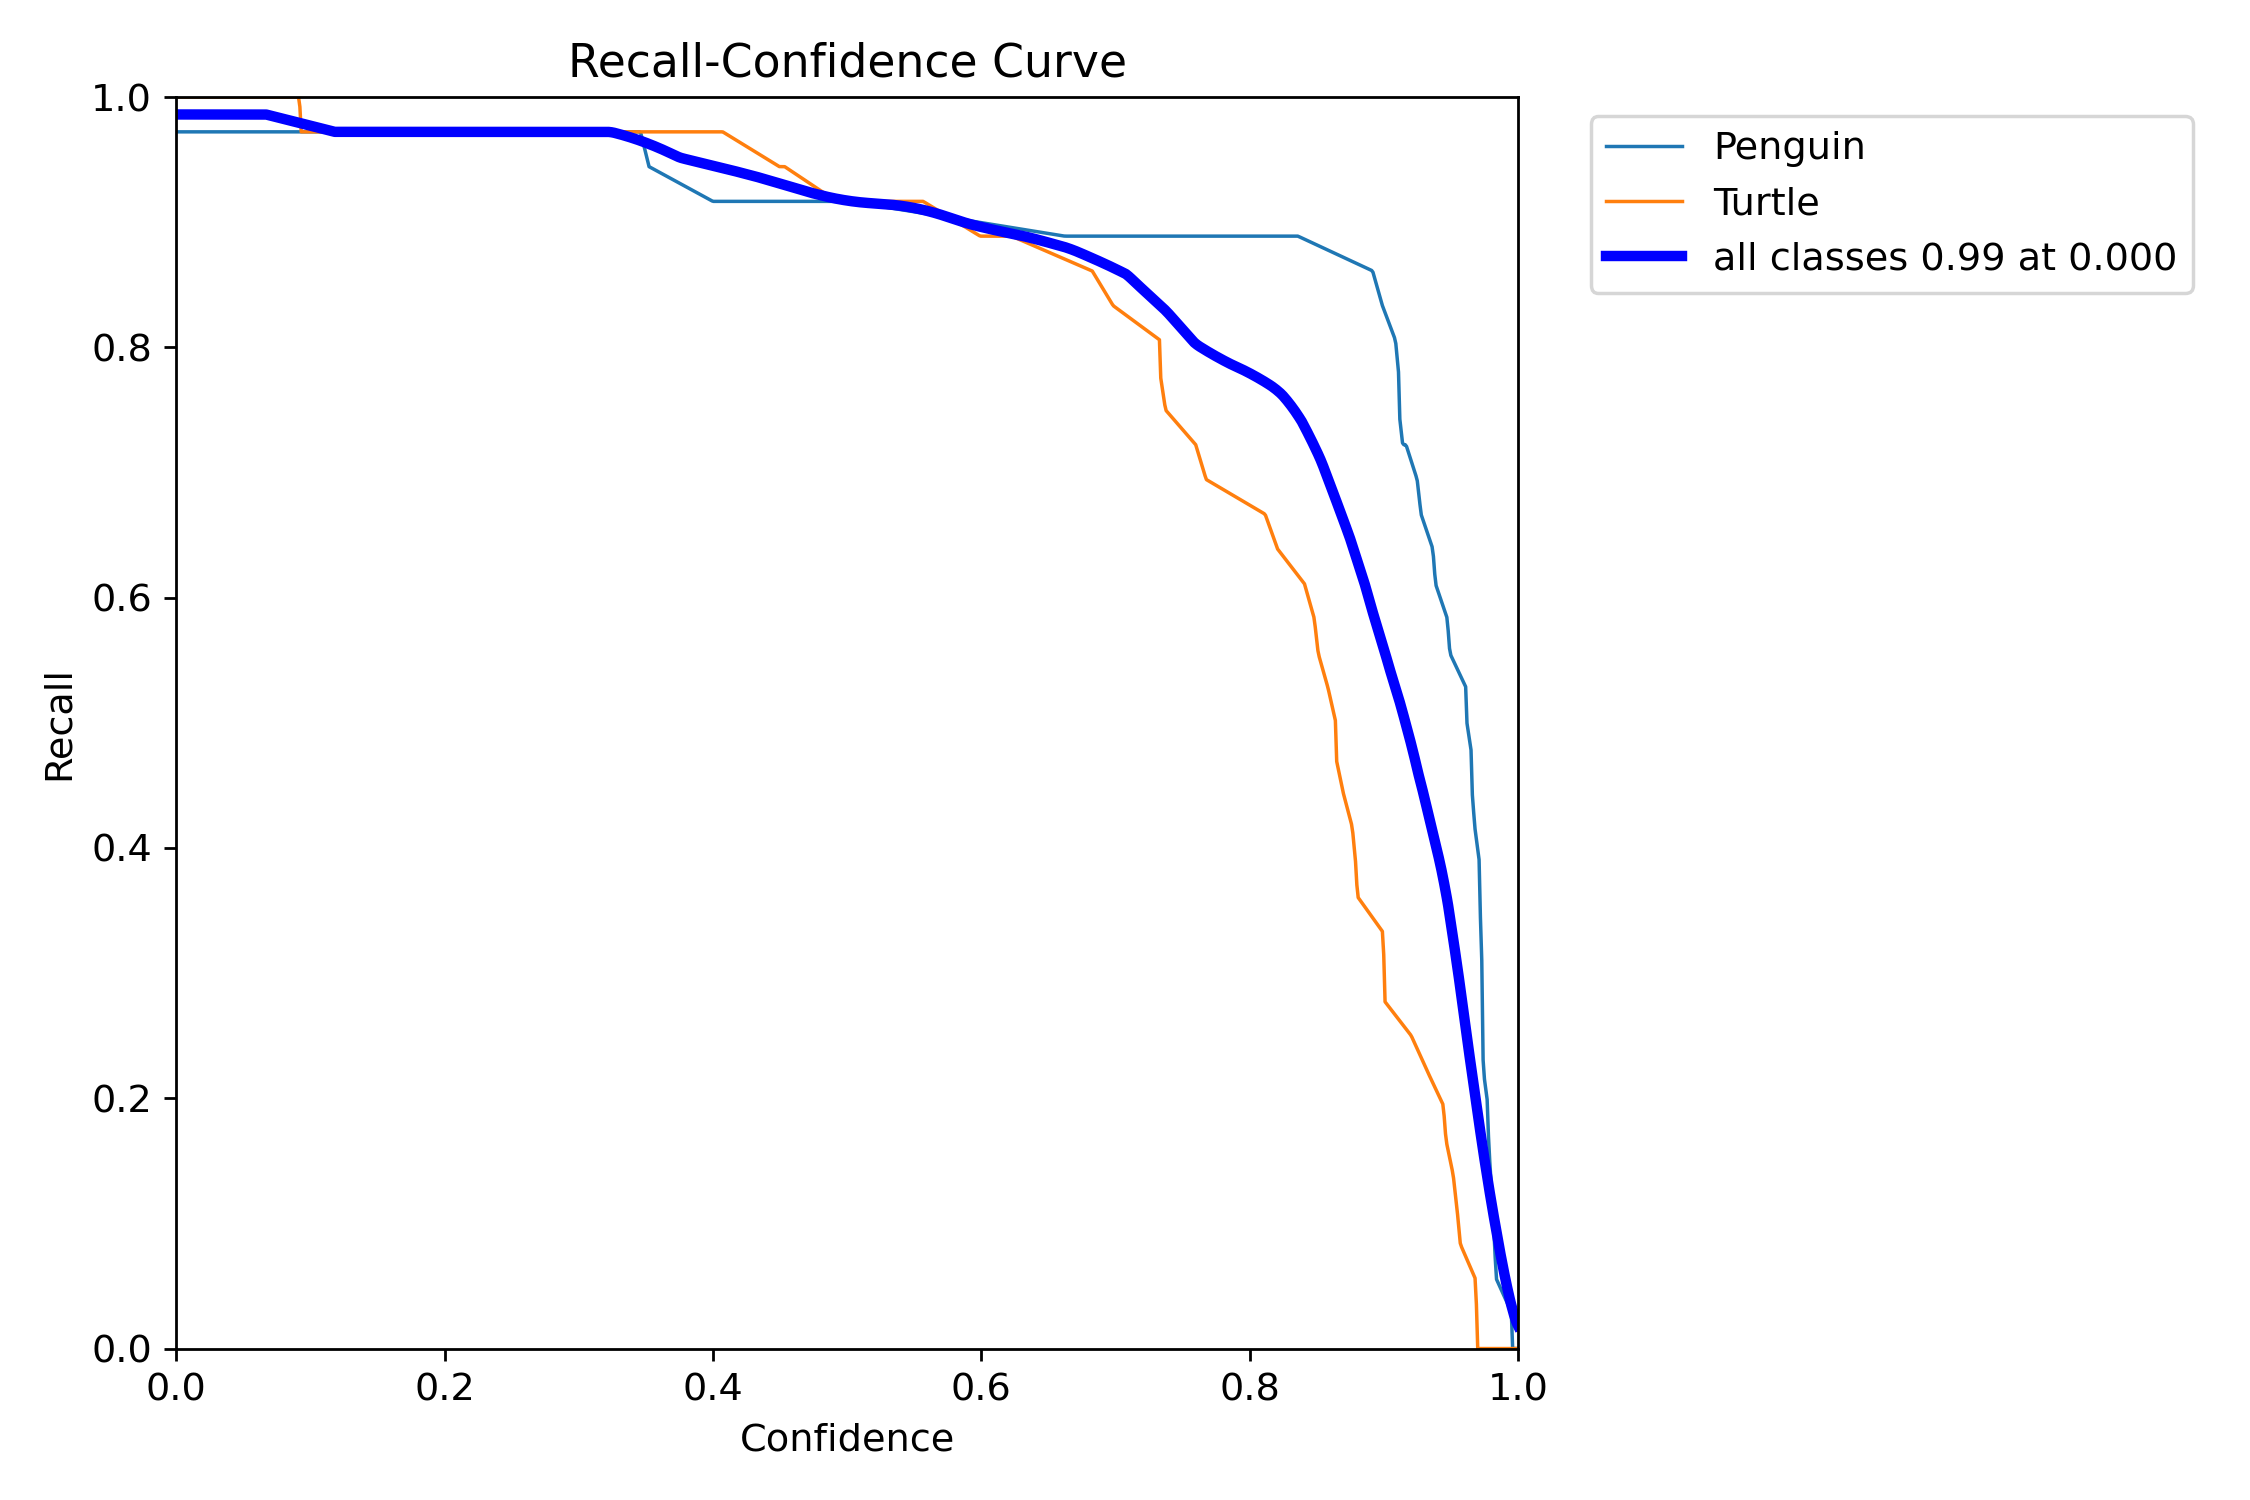 Recall-Confidence Curve
1.0
0.8
0.6
0.4
0.2
0.0
Recall
0.0 0.2 0.4 0.6 0.8 1.0
Confidence
Penguin
Turtle
all classes 0.99 at 0.000